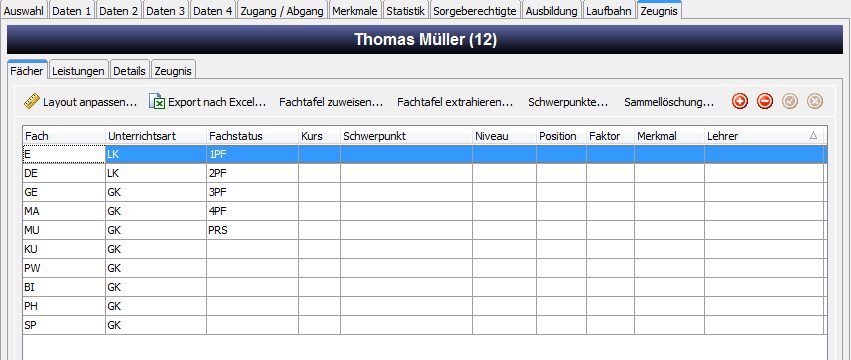 Auswahl Daten 1 Daten 2 Daten 3 Daten 4 Zugang / Abgang Merkmale Statistik Sorgeberechtigte Ausbildung Laufbahn Zeugnis
Thomas Müller (12)
Fächer Leistungen Details Zeugnis
Layout anpassen... Export nach Excel... Fachtafel zuweisen... Fachtafel extrahieren... Schwerpunkte... Sammellöschung...
Fach Unterrichtsart Fachstatus Kurs Schwerpunkt Niveau Position Faktor Merkmal Lehrer
E LK 1PF
DE LK 2PF
GE GK 3PF
MA GK 4PF
MU GK PRS
KU GK
PW GK
BI GK
PH GK
SP GK